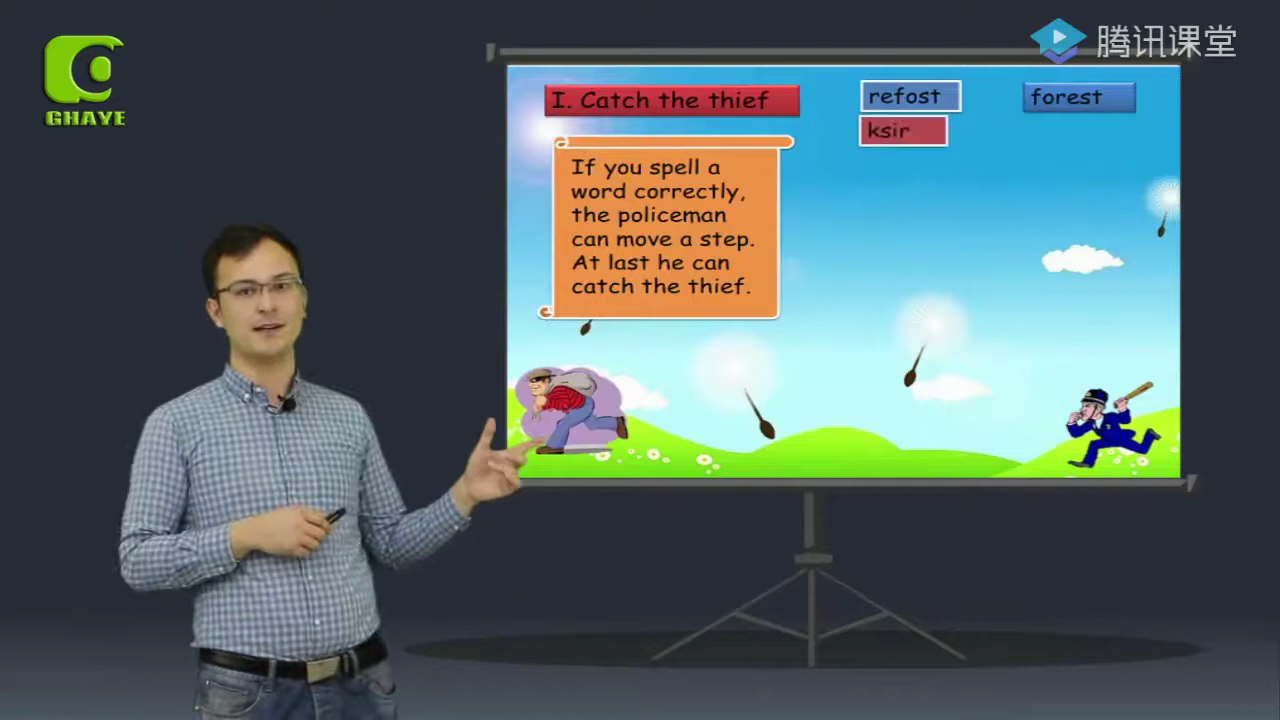 GHAYE
腾讯课堂
I. Catch the thief
refost
forest
ksir
If you spell a
word correctly,
the policeman
can move a step.
At last he can
catch the thief.